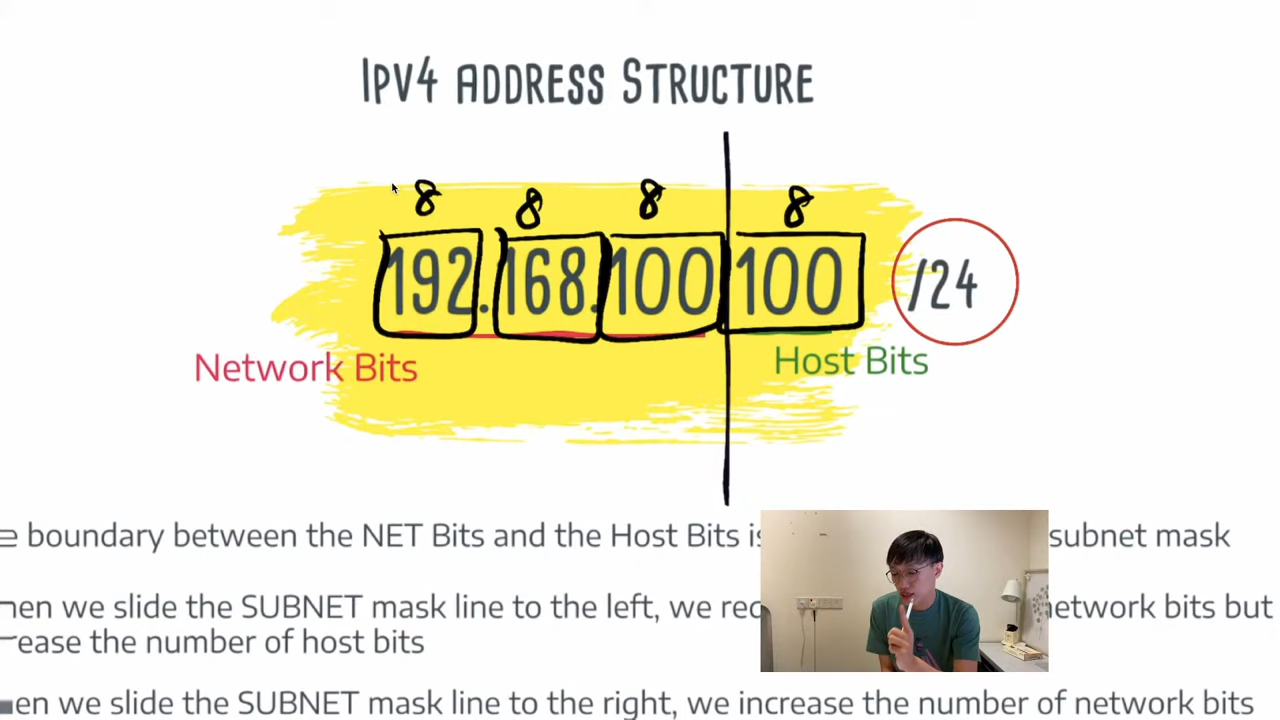 IPV4 ADDRESS STRUCTURE
8 8 8 8
192.168.100 100 /24
Network Bits
Host Bits
boundary between the NET Bits and the Host Bits subnet mask
we slide the SUBNET mask line to the left, we bits but
the number of host bits
we slide the SUBNET mask line to the right, we increase the number of network bits